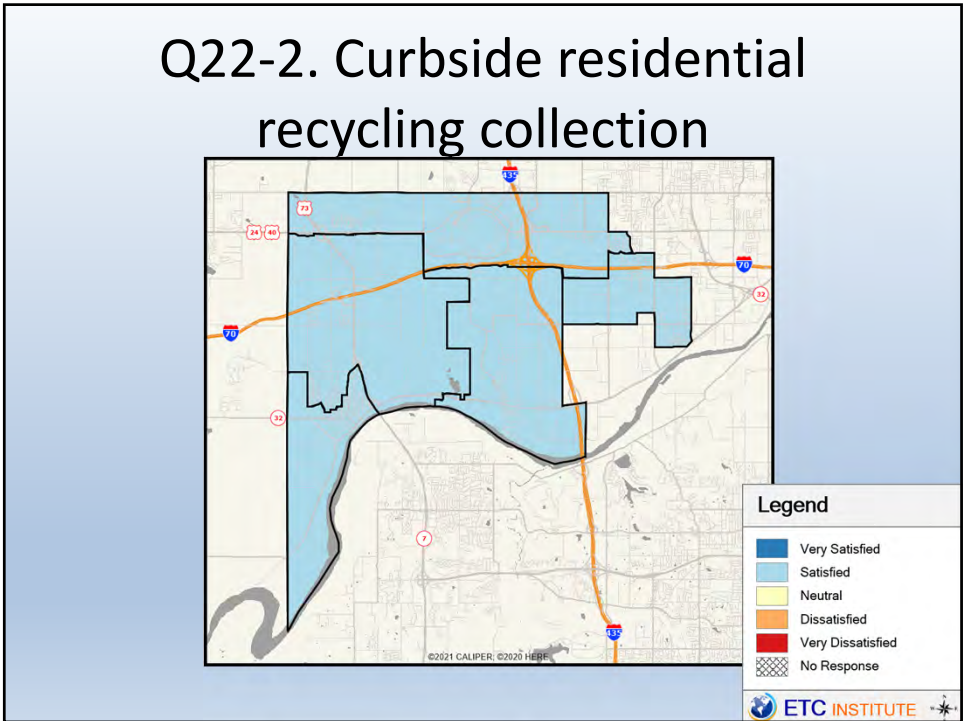 Q22-2. Curbside residential
recycling collection
435
73
24 40
70
32
70
32
7
435
©2021 CALIPER; ©2020 HERE
Legend
Very Satisfied
Satisfied
Neutral
Dissatisfied
Very Dissatisfied
No Response
ETC INSTITUTE